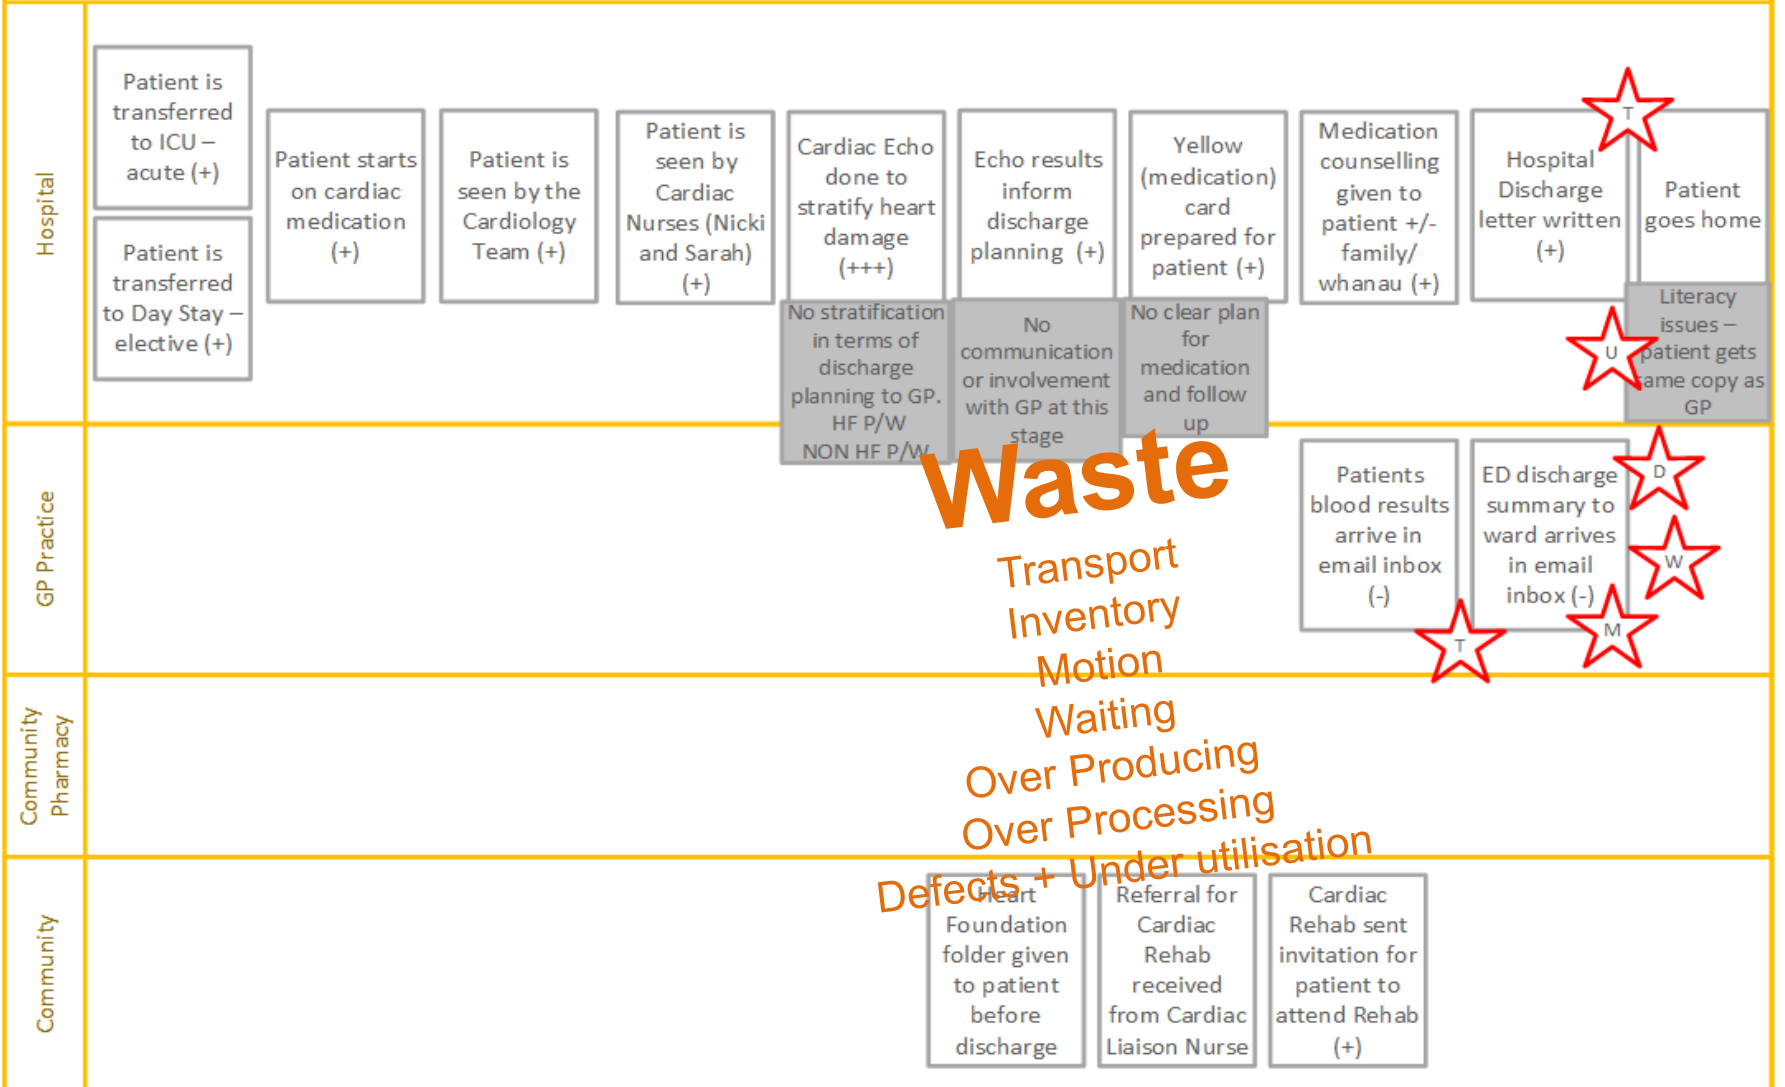 Hospital
Patient is
transferred
to ICU –
acute (+)
Patient is
transferred
to Day Stay –
elective (+)
Patient starts
on cardiac
medication
(+)
Patient is
seen by the
Cardiology
Team (+)
Patient is
seen by
Cardiac
Nurses (Nicki
and Sarah)
(+)
Cardiac Echo
done to
stratify heart
damage
(+++)
Echo results
inform
discharge
planning (+)
Yellow
(medication)
card
prepared for
patient (+)
Medication
counselling
given to
patient +/-
family/
whanau (+)
Hospital
Discharge
letter written
(+)
T
Patient
goes home
No stratification
in terms of
discharge
planning to GP.
HF P/W
NON HF P/W
No
communication
or involvement
with GP at this
stage
No clear plan
for
medication
and follow
up
U
Literacy
issues –
patient gets
same copy as
GP
GP Practice
Patients
blood results
arrive in
email inbox
(-)
T
ED discharge
summary to
ward arrives
in email
inbox (-)
D
W
M
Waste
Transport
Inventory
Motion
Waiting
Over Producing
Over Processing
Defects + Under utilisation
Community
Pharmacy
Community
Heart
Foundation
folder given
to patient
before
discharge
Referral for
Cardiac
Rehab
received
from Cardiac
Liaison Nurse
Cardiac
Rehab sent
invitation for
patient to
attend Rehab
(+)